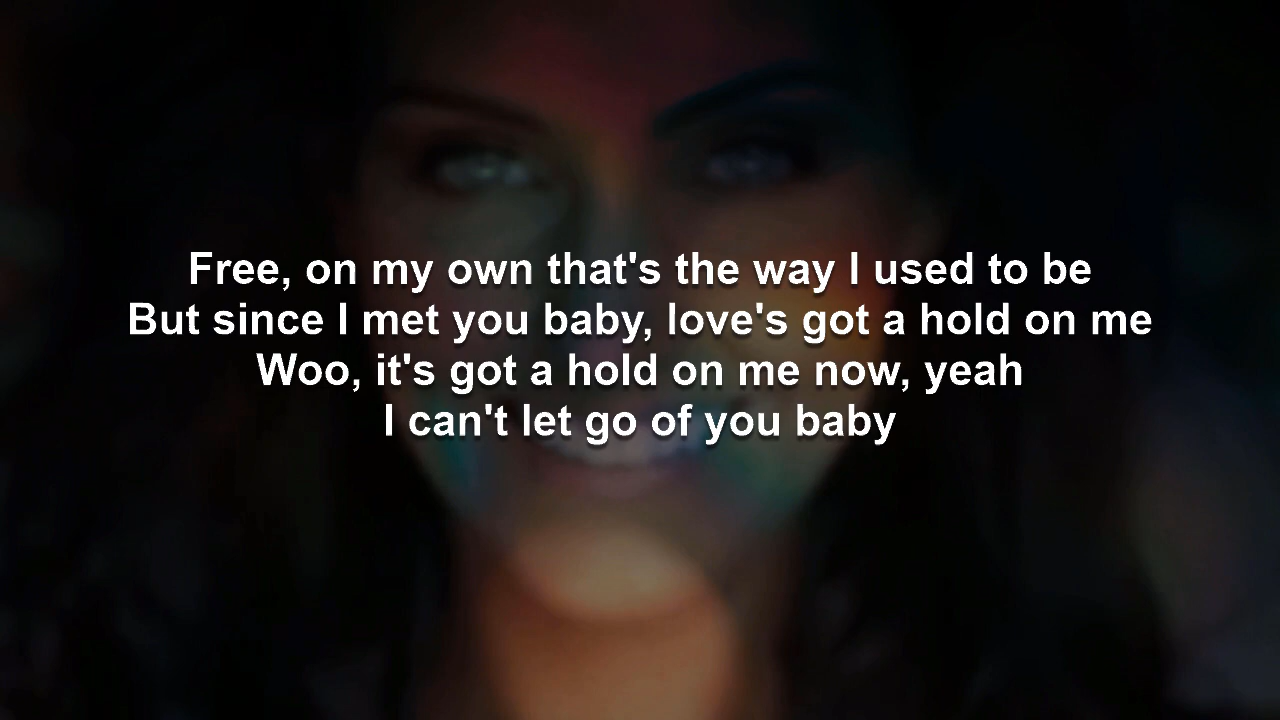 Free, on my own that's the way I used to be
But since I met you baby, love's got a hold on me
Woo, it's got a hold on me now, yeah
I can't let go of you baby